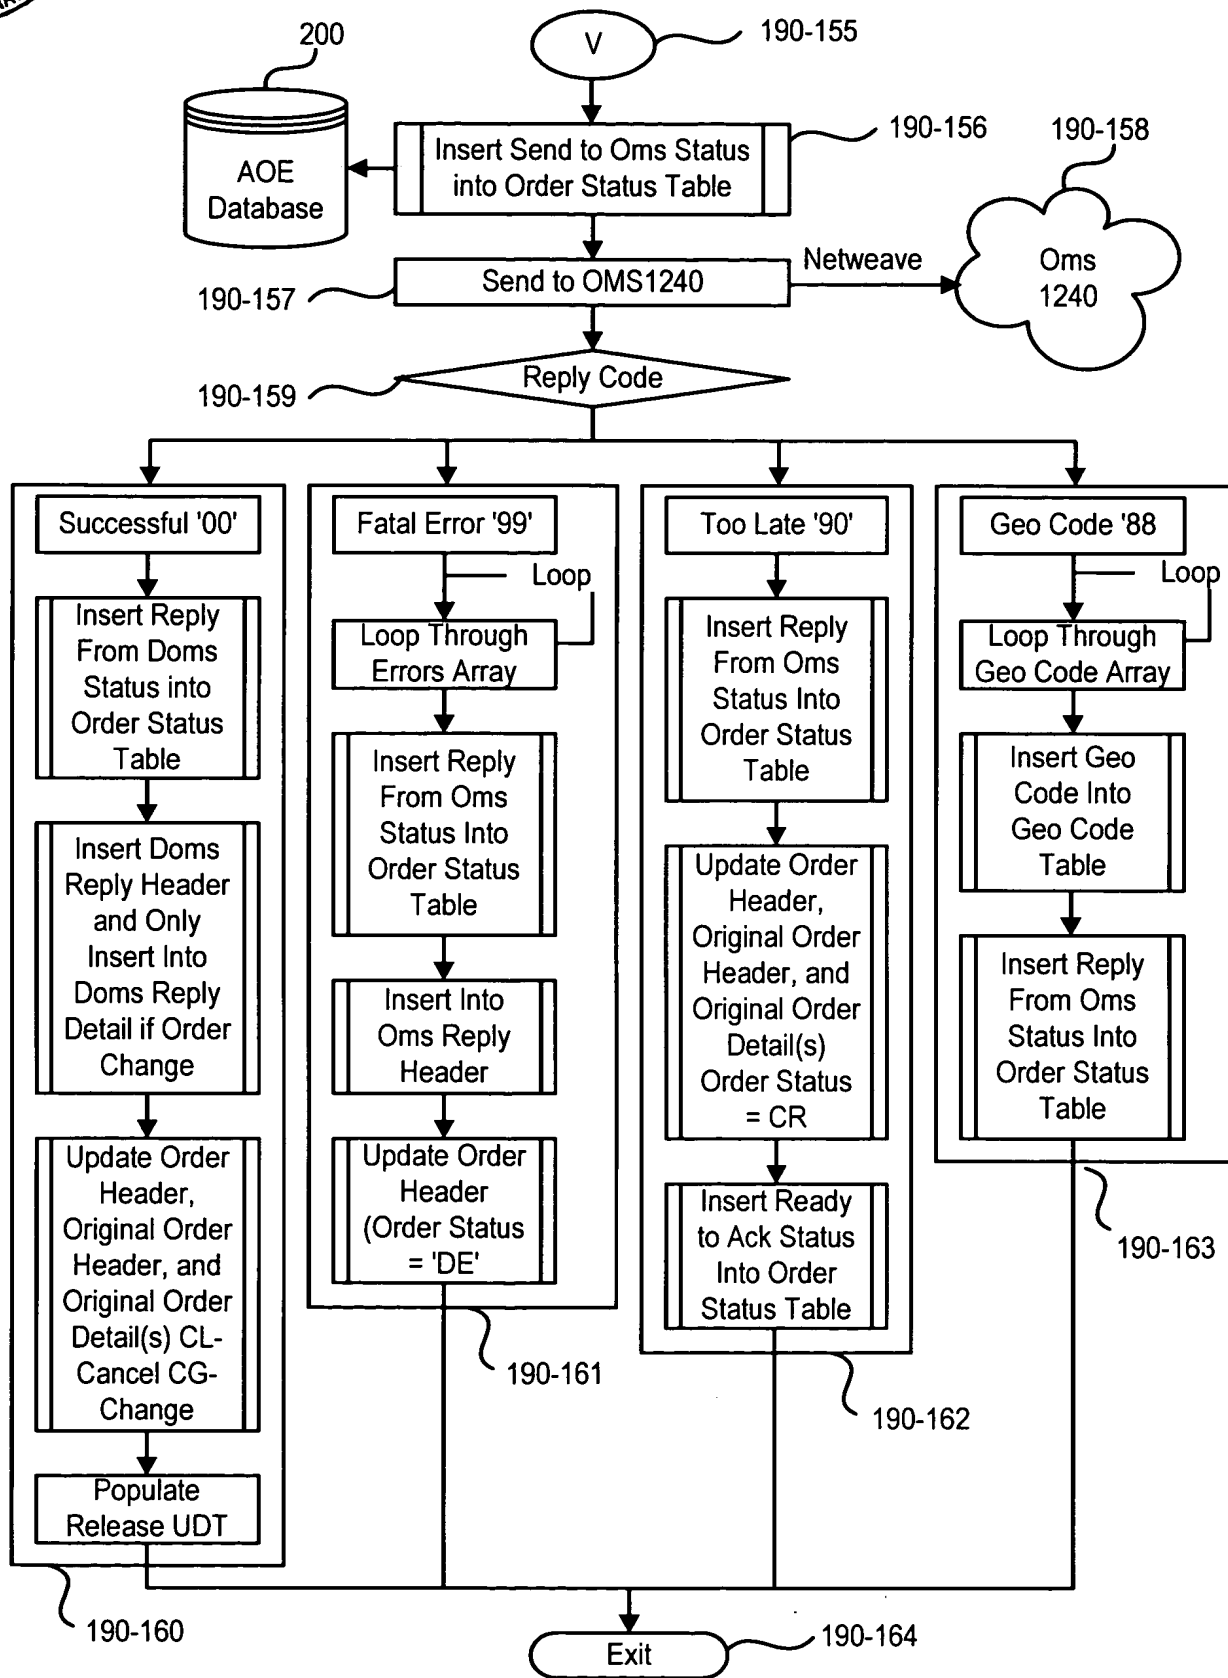 200
V
190-155
AOE
Database
Insert Send to Oms Status
into Order Status Table
190-156
190-158
190-157
Send to OMS1240
Netweave
Oms
1240
190-159
Reply Code
Successful '00'
Insert Reply
From Doms
Status into
Order Status
Table
Insert Doms
Reply Header
and Only
Insert Into
Doms Reply
Detail if Order
Change
Update Order
Header,
Original Order
Header, and
Original Order
Detail(s) CL-
Cancel CG-
Change
Populate
Release UDT
190-160
Fatal Error '99'
Loop
Loop Through
Errors Array
Insert Reply
From Oms
Status Into
Order Status
Table
Insert Into
Oms Reply
Header
Update Order
Header
(Order Status
= 'DE'
190-161
Too Late '90'
Insert Reply
From Oms
Status Into
Order Status
Table
Update Order
Header,
Original Order
Header, and
Original Order
Detail(s)
Order Status
= CR
Insert Ready
to Ack Status
Into Order
Status Table
190-162
Geo Code '88
Loop
Loop Through
Geo Code Array
Insert Geo
Code Into
Geo Code
Table
Insert Reply
From Oms
Status Into
Order Status
Table
190-163
Exit
190-164